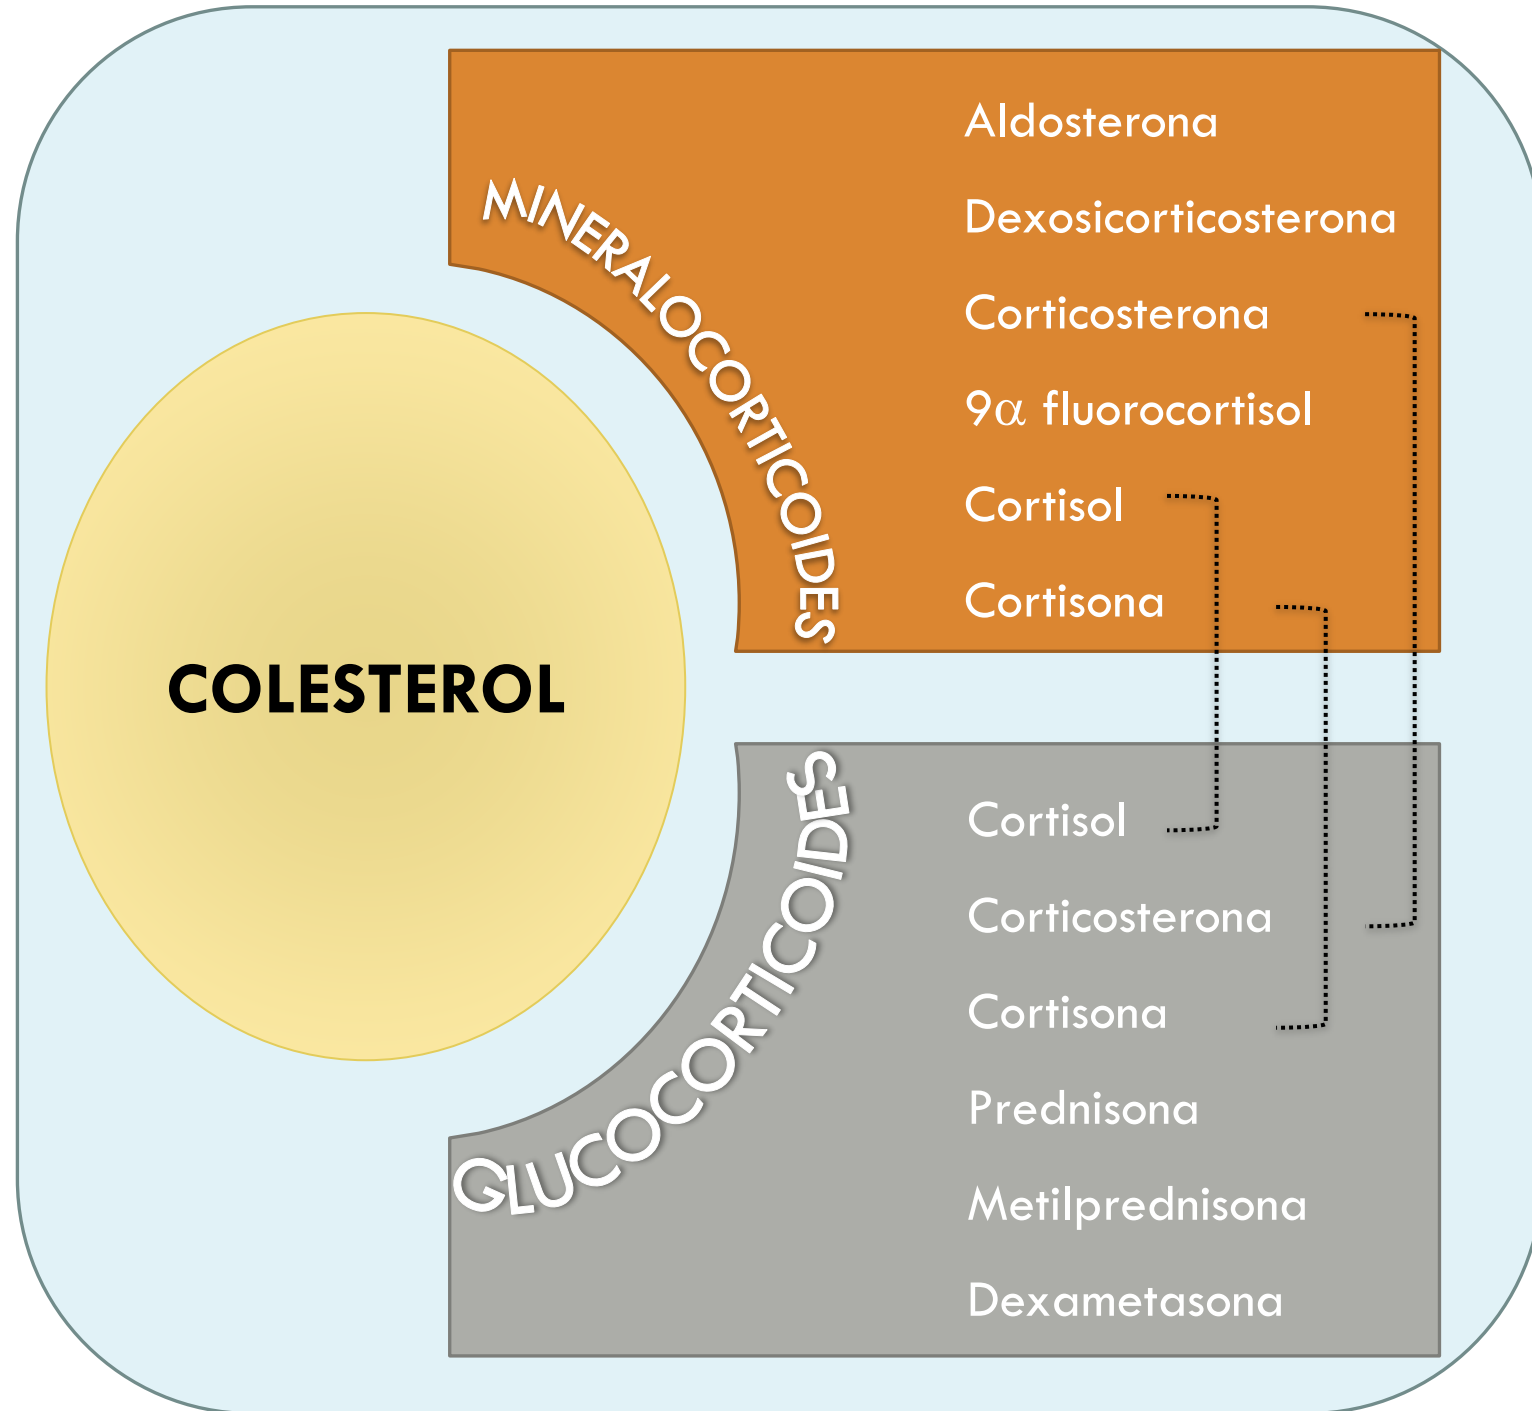 COLESTEROL
MINERALOCORTICOIDES
Aldosterona
Dexosicorticosterona
Corticosterona
9α fluorocortisol
Cortisol
Cortisona
GLUCOCORTICOIDES
Cortisol
Corticosterona
Cortisona
Prednisona
Metilprednisona
Dexametasona